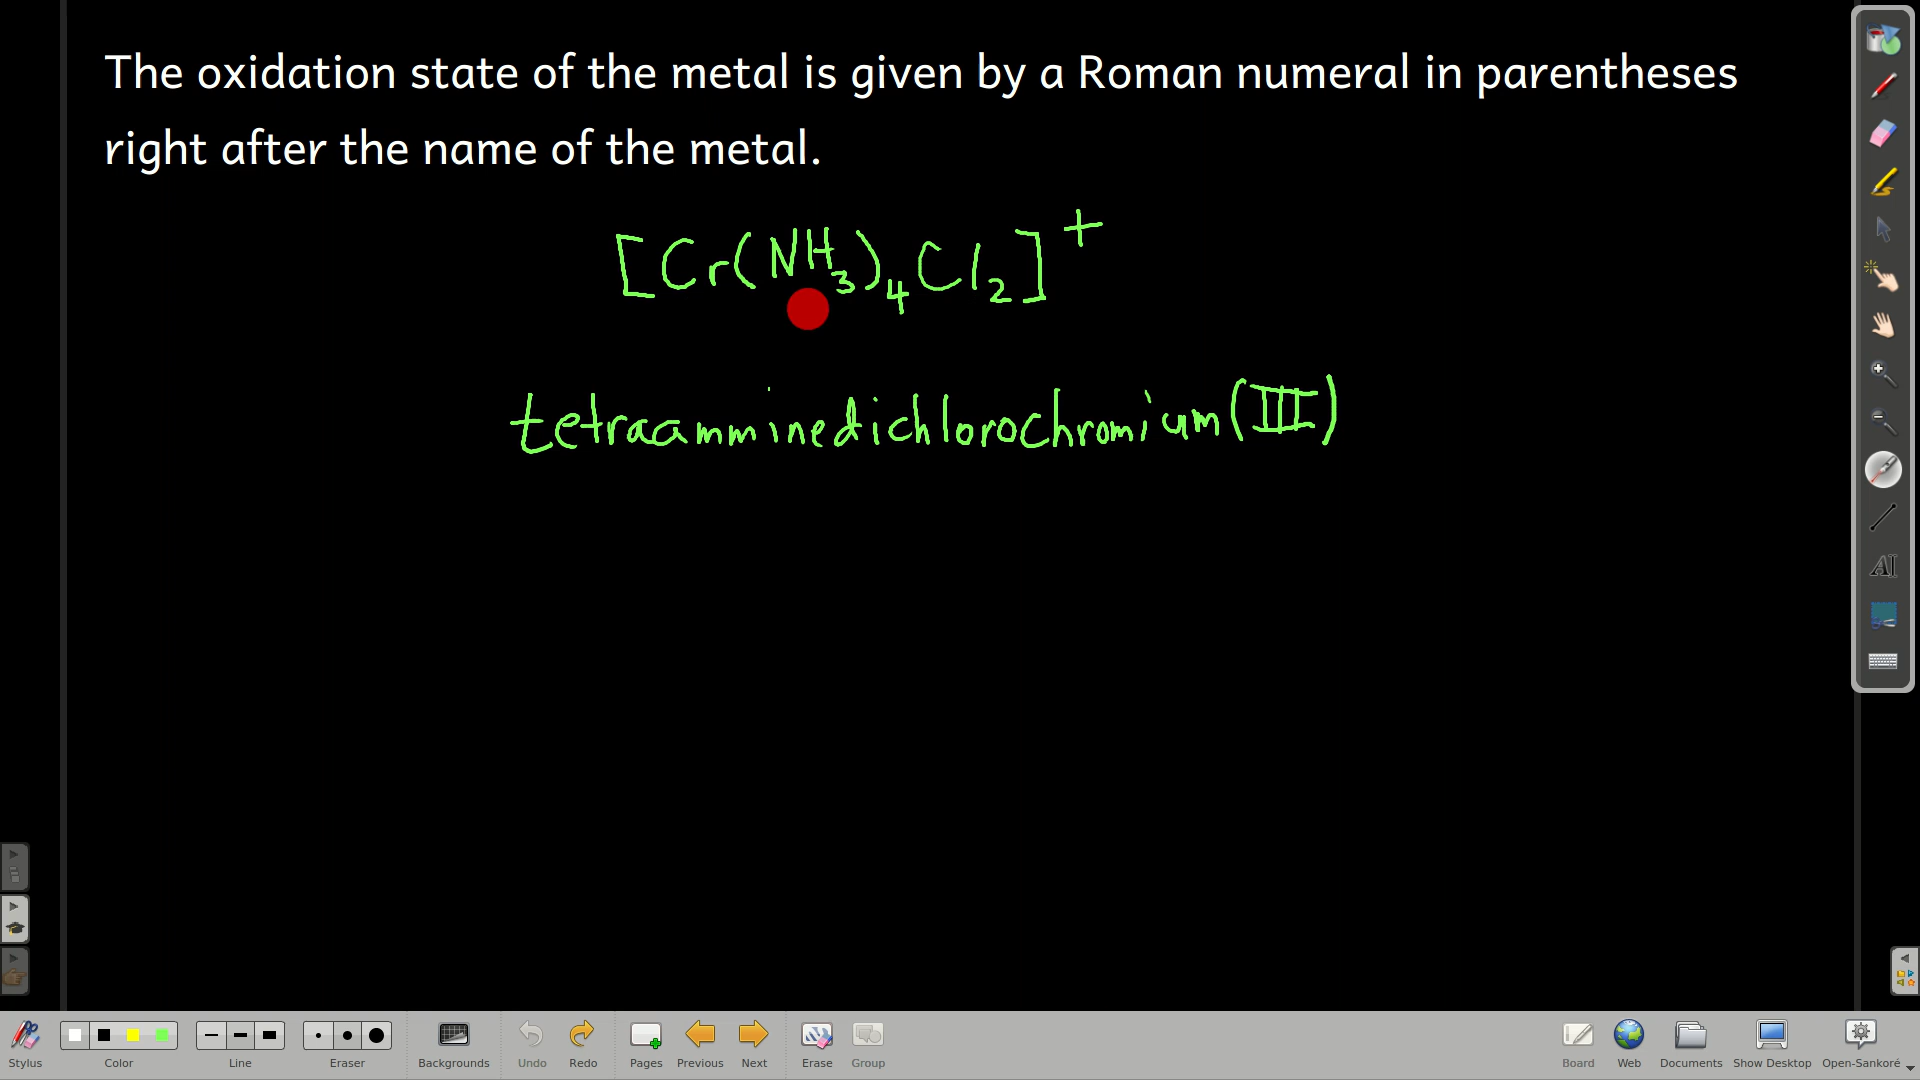 The oxidation state of the metal is given by a Roman numeral in parentheses
right after the name of the metal.
[Cr(NH₃)₄Cl₂]⁺
tetraamminedichlorochromium(III)
Stylus Color Line Eraser Backgrounds Undo Redo Pages Previous Next Erase Group Board Web Documents Show Desktop Open-Sankoré